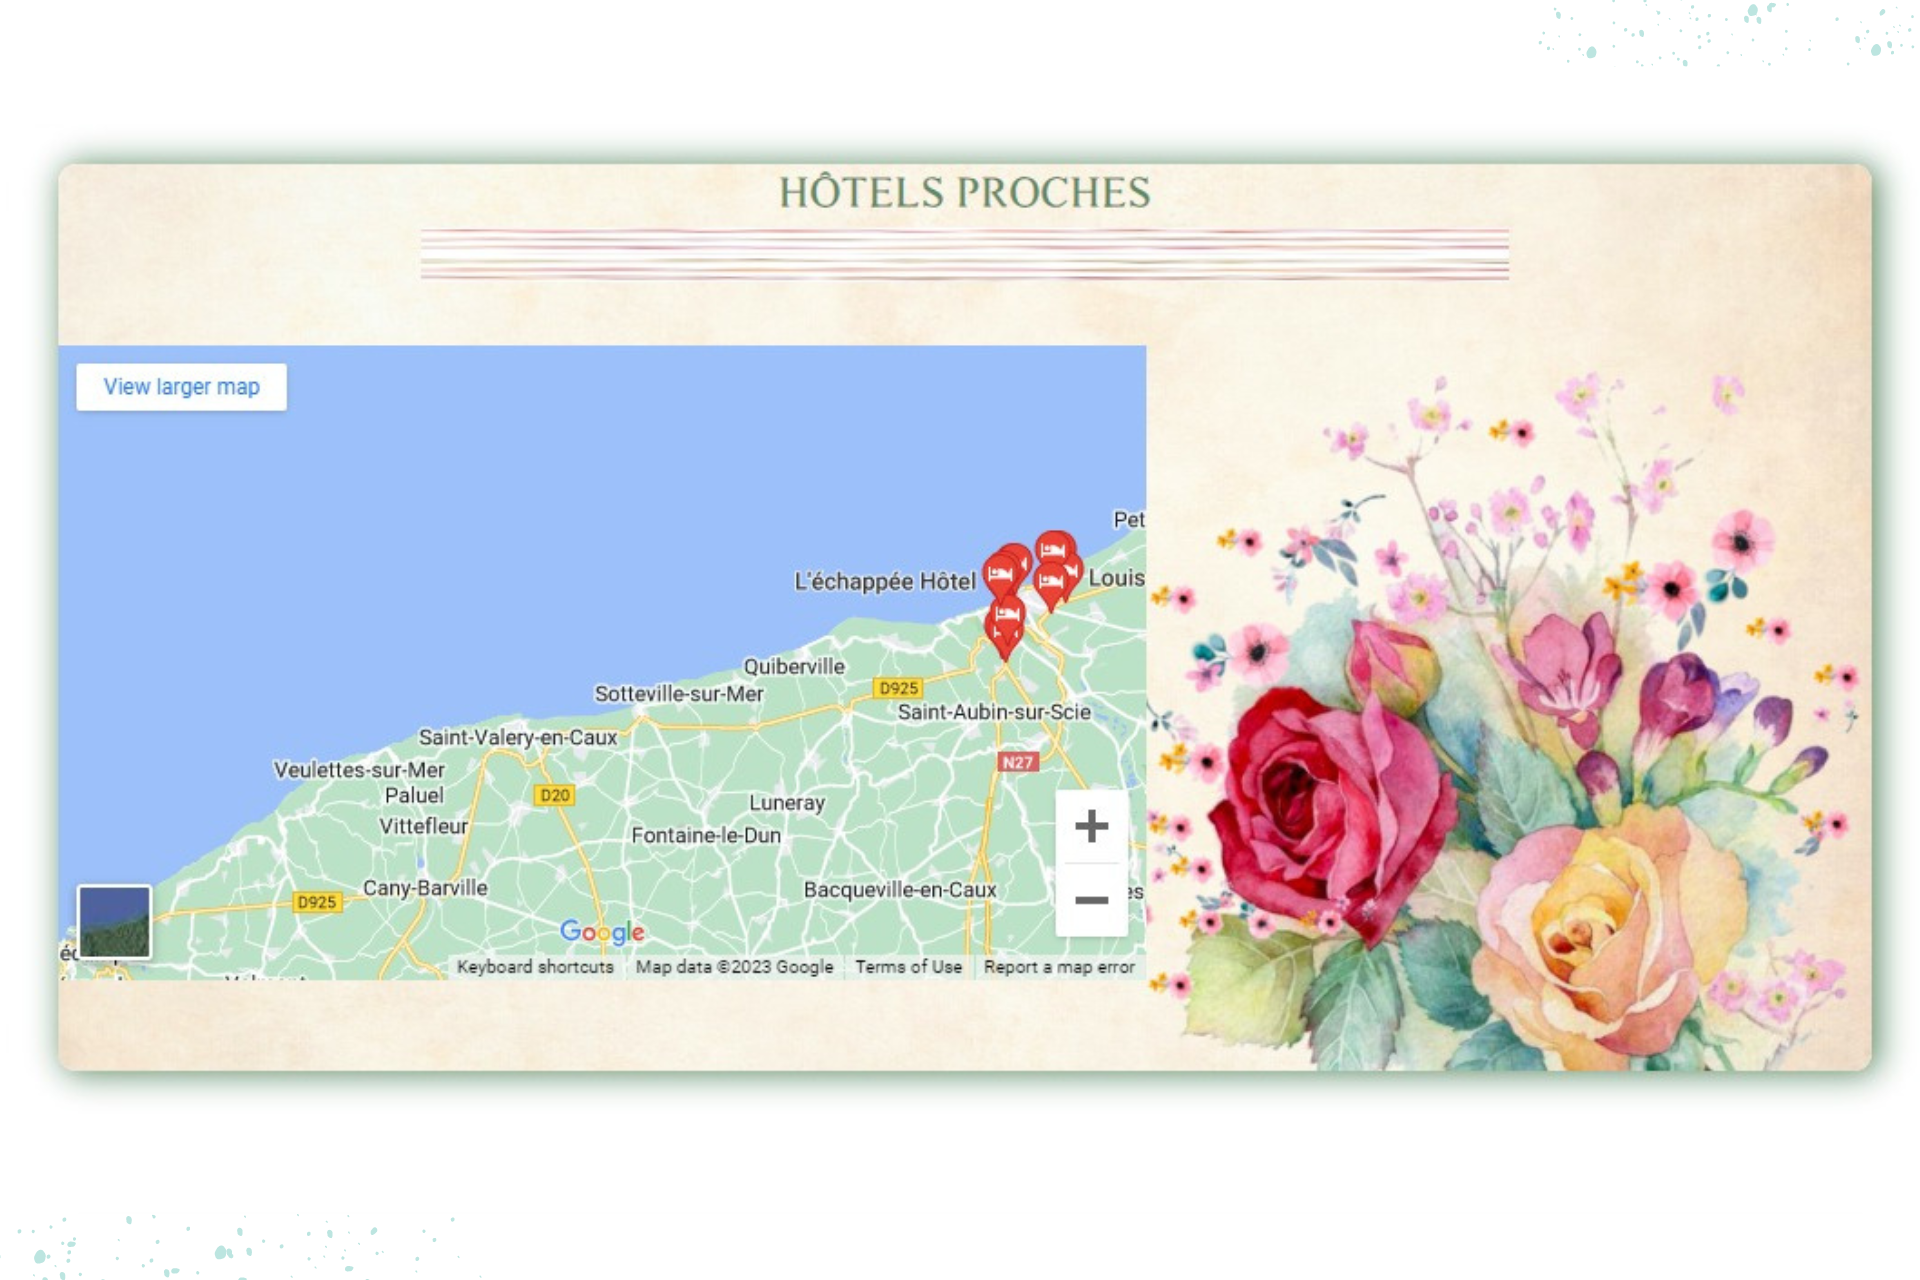 HÔTELS PROCHES
View larger map
Pet
L'échappée Hôtel
Louis
Quiberville
Sotteville-sur-Mer
D925
Saint-Aubin-sur-Scie
Saint-Valery-en-Caux
N27
Veulettes-sur-Mer
Paluel
D20
Luneray
Vittefleur
Fontaine-le-Dun
Cany-Barville
Bacqueville-en-Caux
es
D925
Google
Keyboard shortcuts
Map data ©2023 Google
Terms of Use
Report a map error